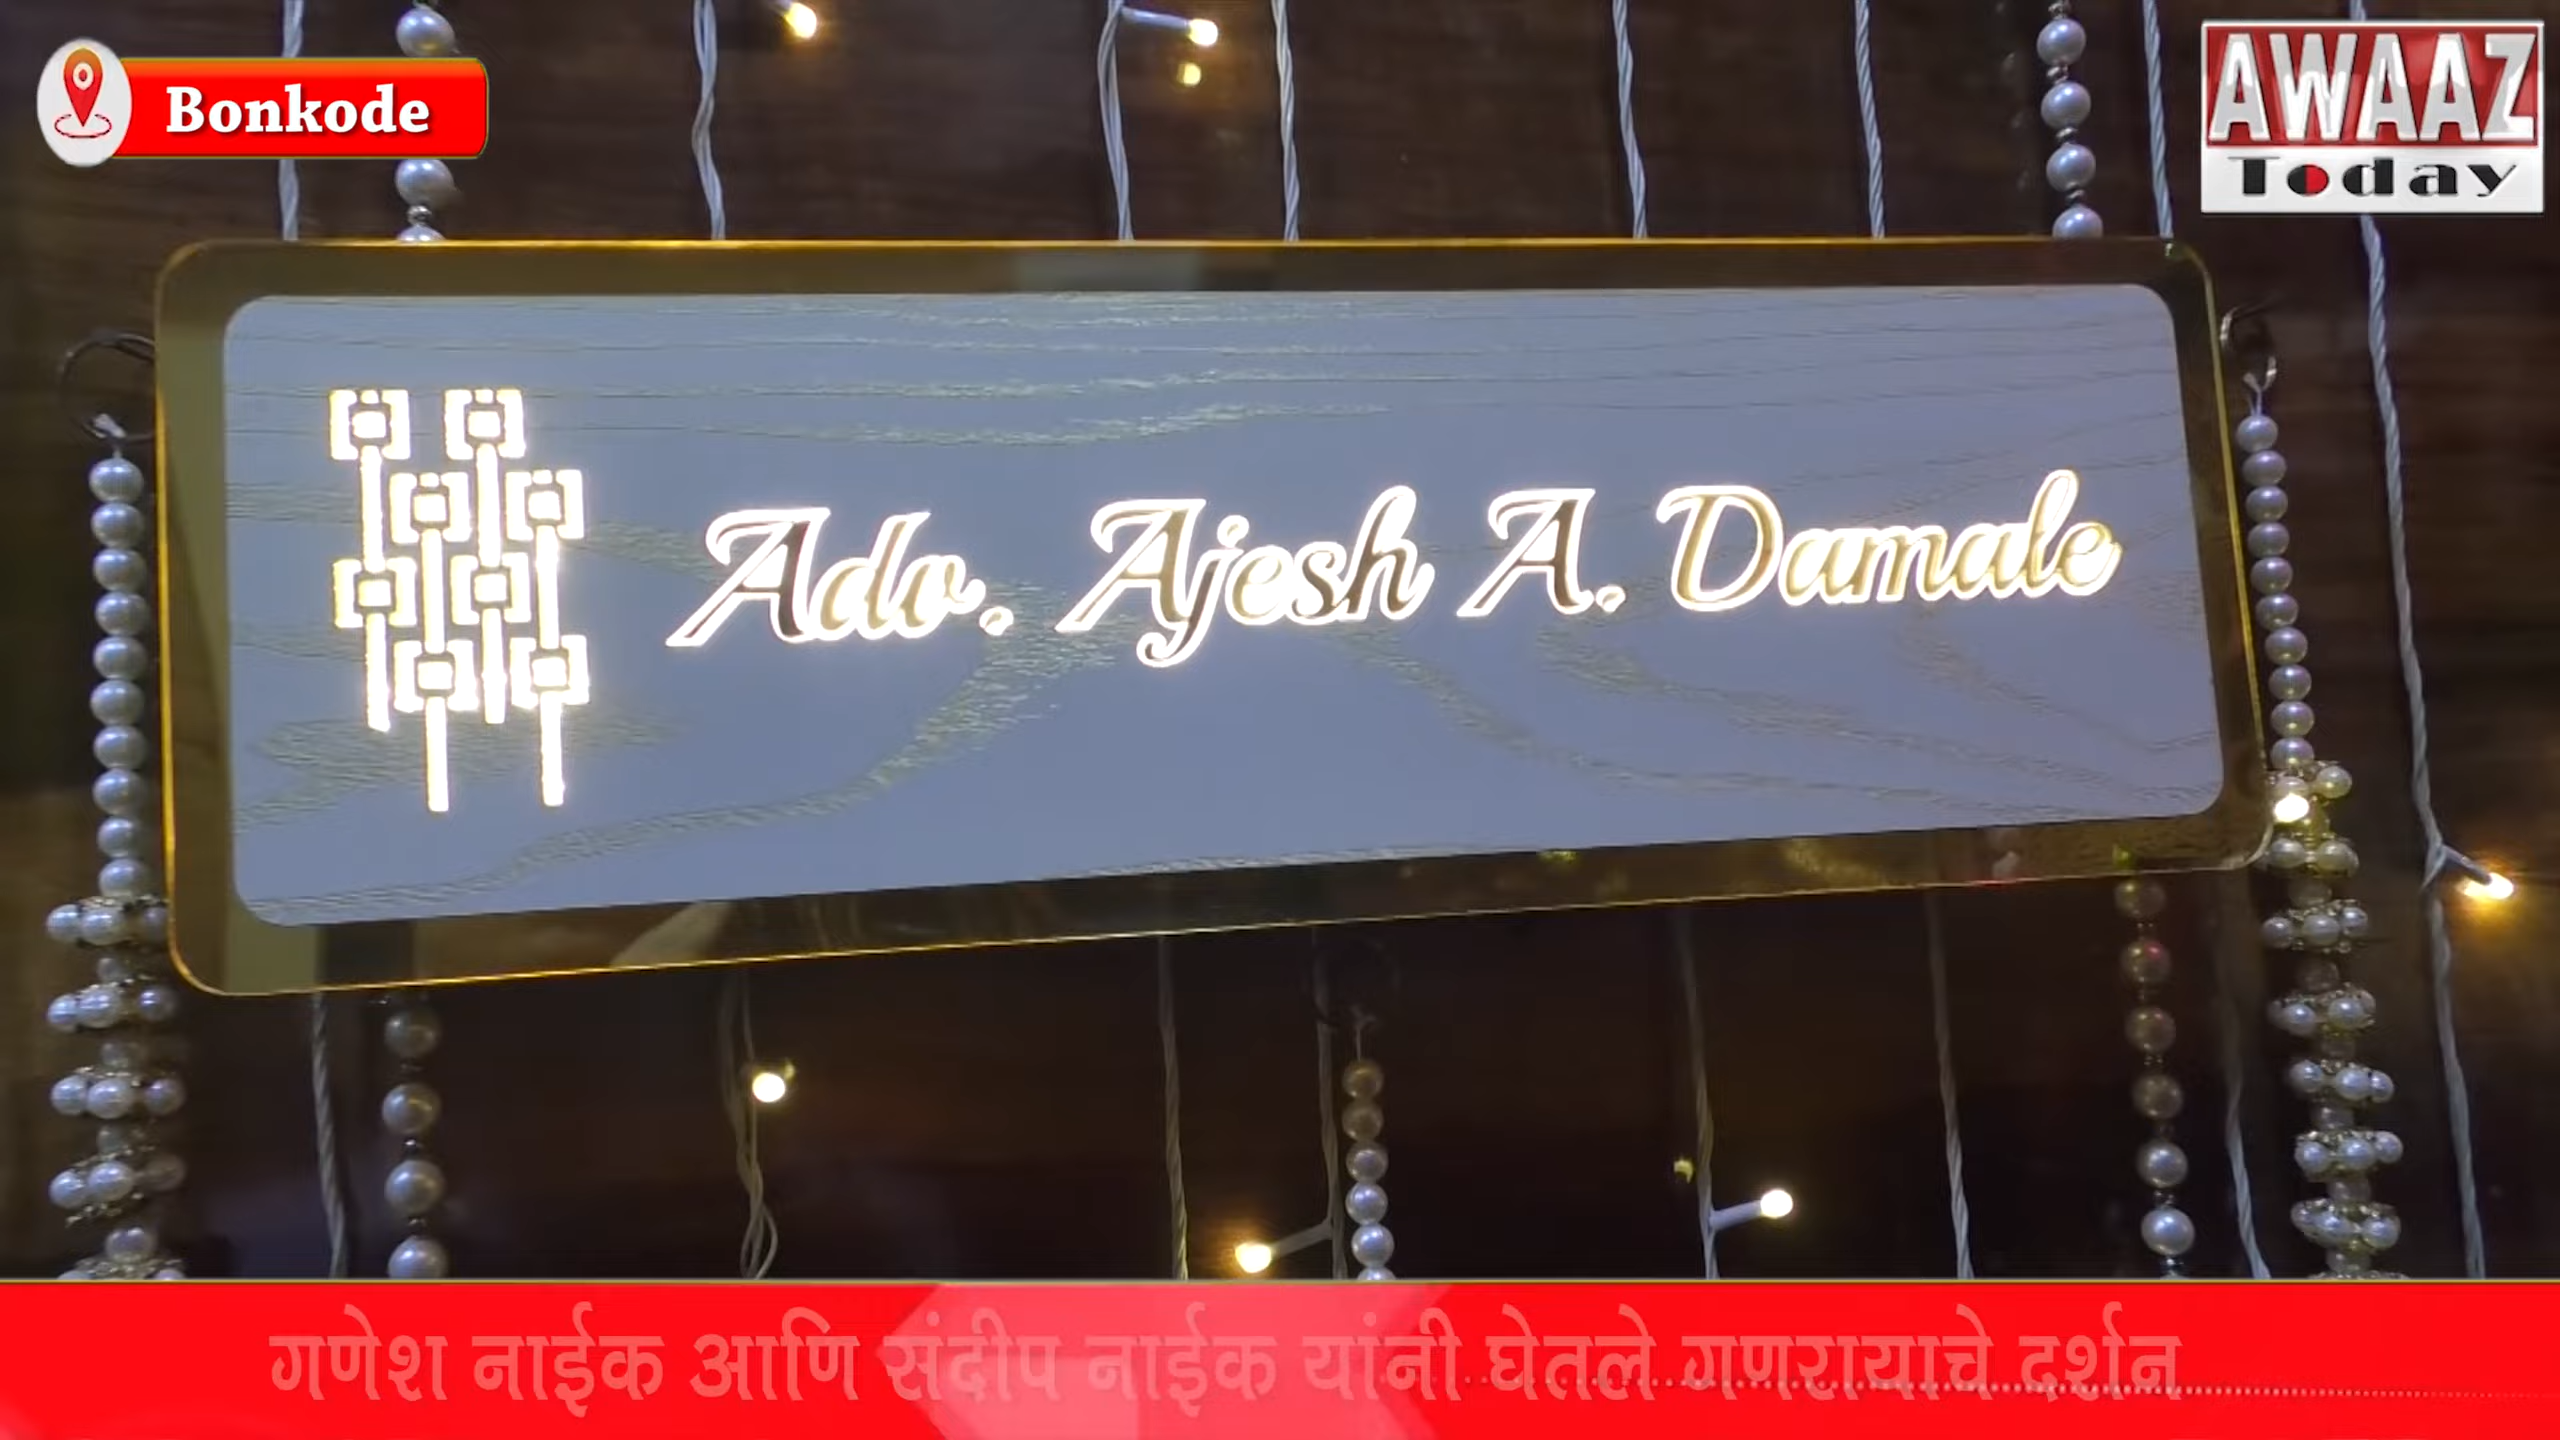 Bonkode
AWAAZ
Today
Adv. Ajesh A. Damale
गणेश नाईक आणि संदीप नाईक यांनी घेतले गणरायाचे दर्शन